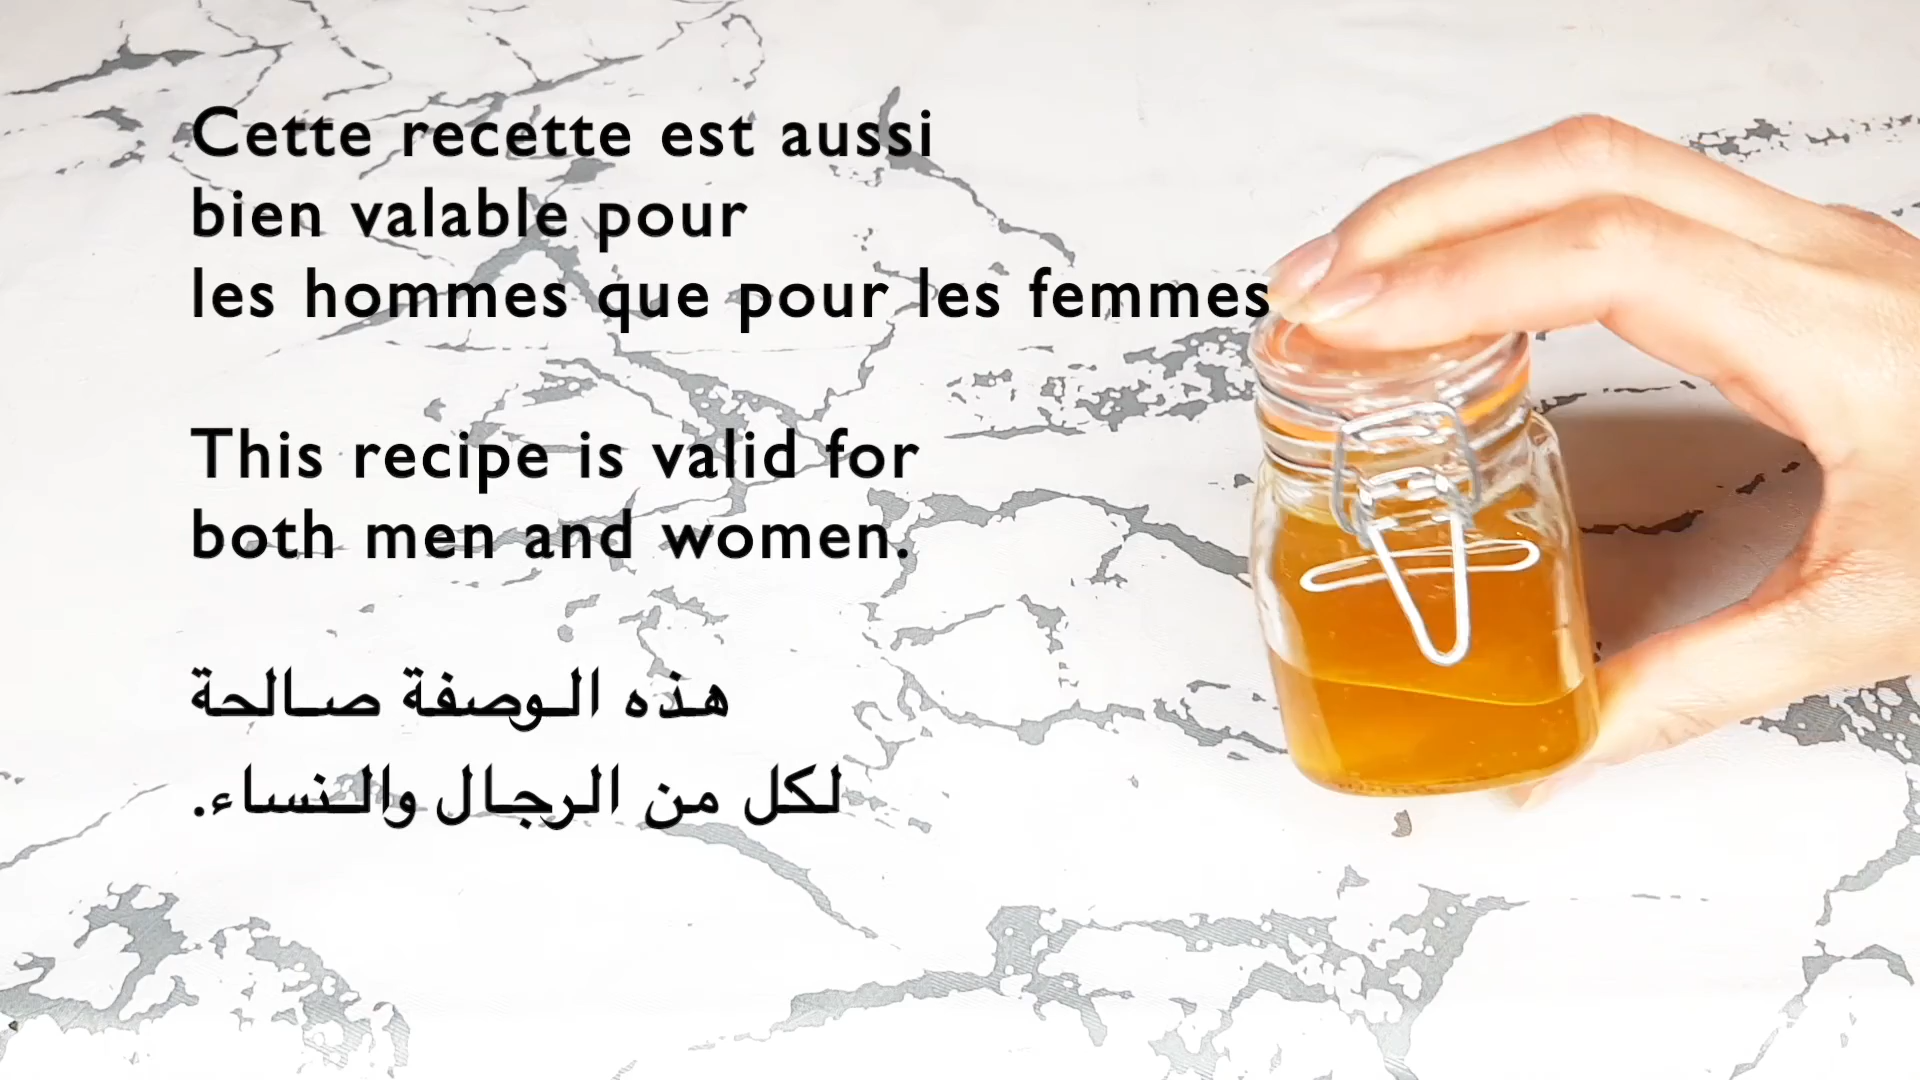 Cette recette est aussi
bien valable pour
les hommes que pour les femmes
This recipe is valid for
both men and women.
هذه الوصفة صالحة
لكل من الرجال والنساء.